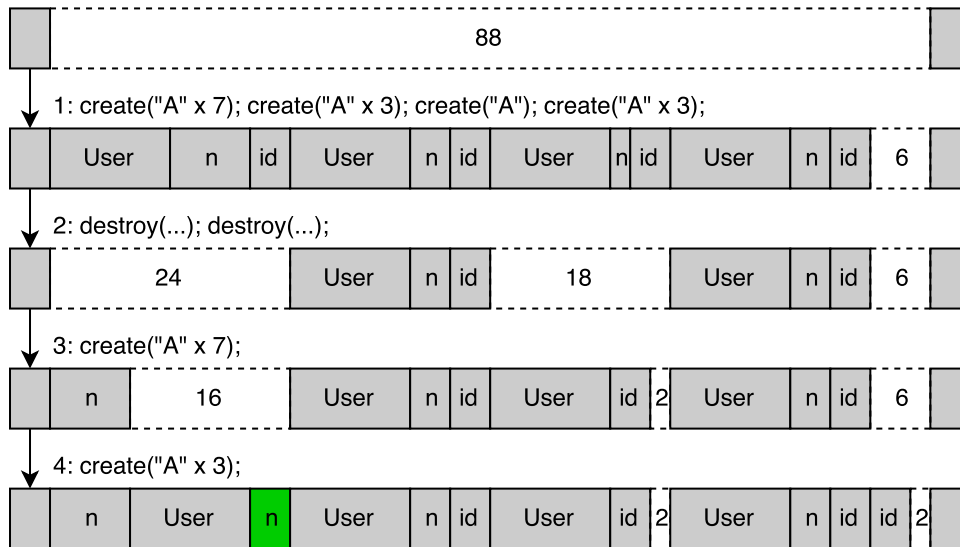 88
1: create("A" x 7); create("A" x 3); create("A"); create("A" x 3);
User n id User n id User n id User n id 6
2: destroy(...); destroy(...);
24 User n id 18 User n id 6
3: create("A" x 7);
n 16 User n id User id 2 User n id 6
4: create("A" x 3);
n User n User n id User id 2 User n id id 2